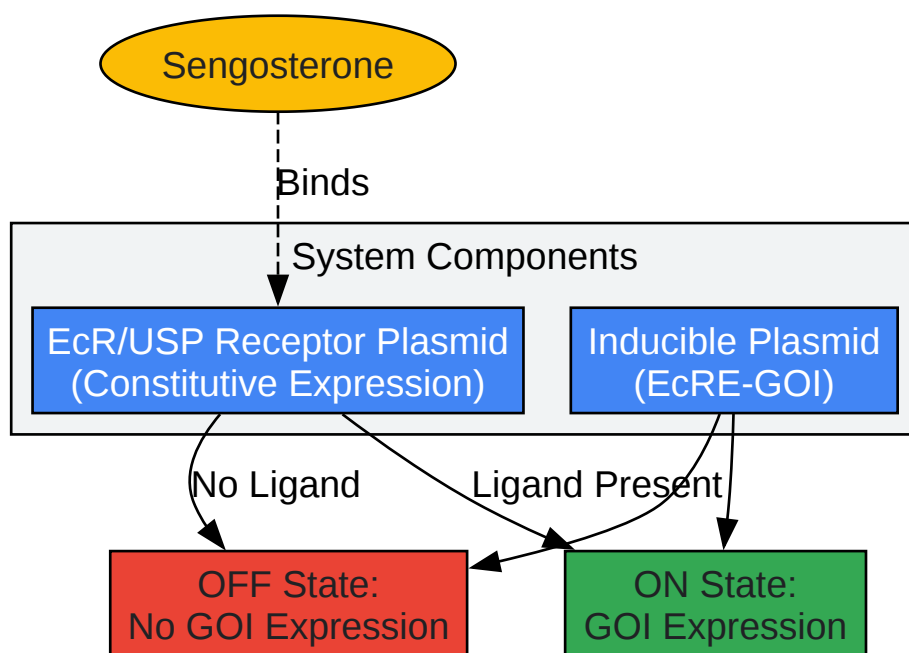 Sengosterone
Binds
System Components
EcR/USP Receptor Plasmid
(Constitutive Expression)
Inducible Plasmid
(EcRE-GOI)
No Ligand
Ligand Present
OFF State:
No GOI Expression
ON State:
GOI Expression